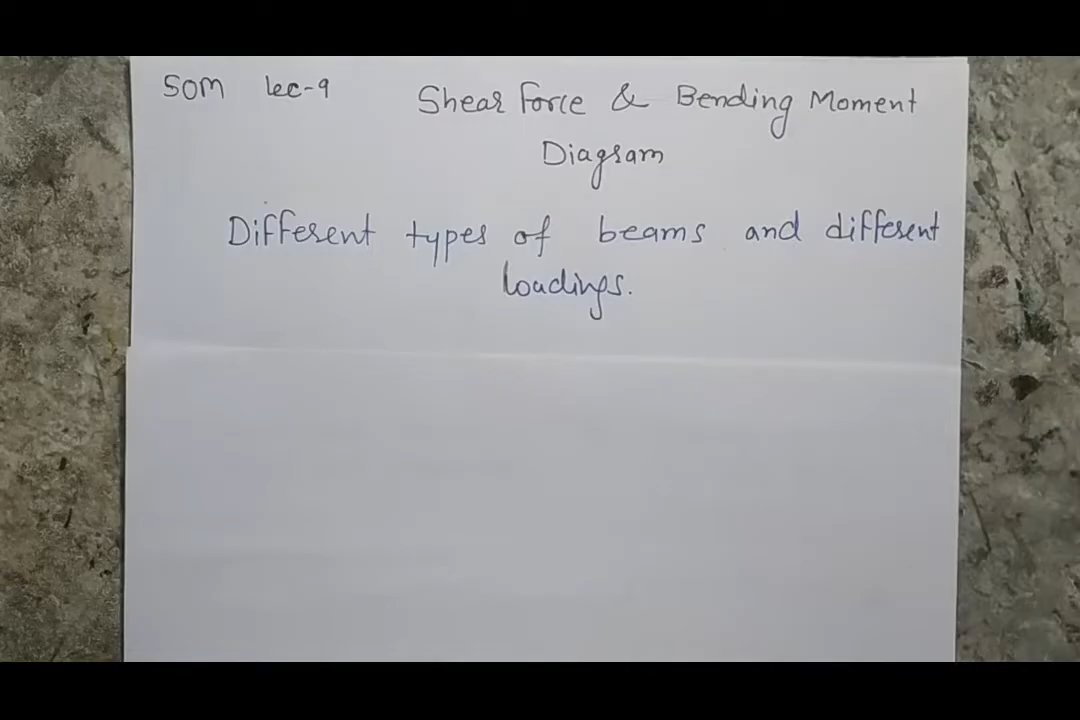 SOM lec-9
Shear Force & Bending Moment
Diagram
Different types of beams and different
loadings.